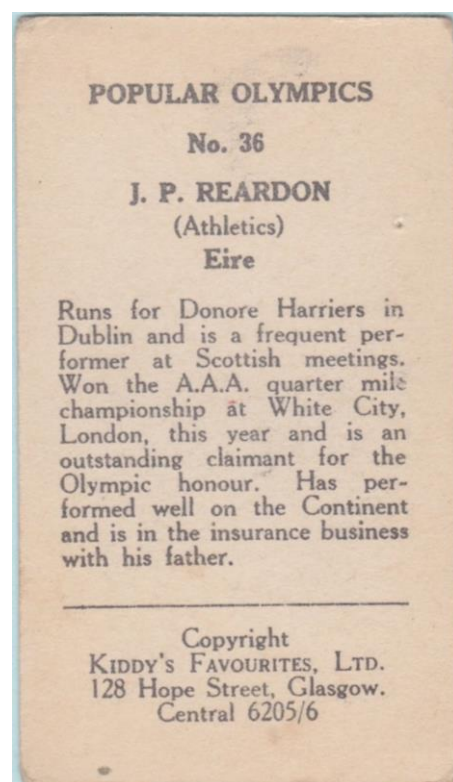 POPULAR OLYMPICS
No. 36
J. P. REARDON
(Athletics)
Eire
Runs for Donore Harriers in
Dublin and is a frequent per-
former at Scottish meetings.
Won the A.A.A. quarter mile
championship at White City,
London, this year and is an
outstanding claimant for the
Olympic honour. Has per-
formed well on the Continent
and is in the insurance business
with his father.
Copyright
KIDDY'S FAVOURITES, LTD.
128 Hope Street, Glasgow.
Central 6205/6